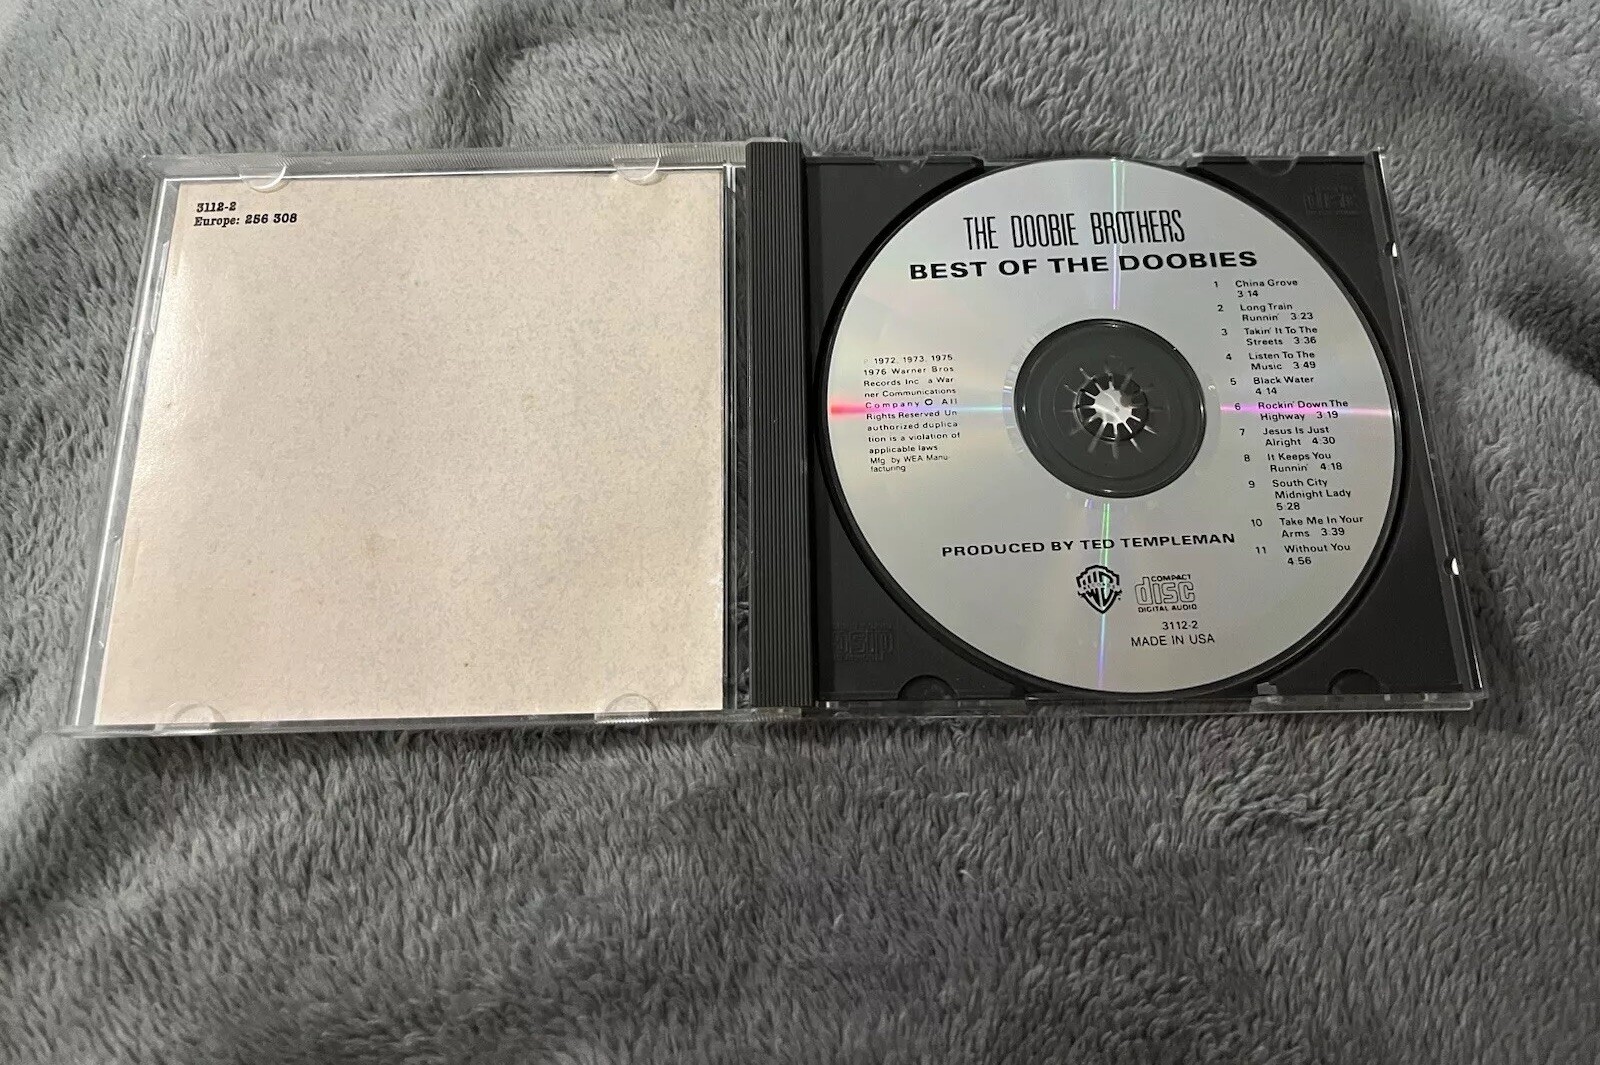 3112-2
Europe: 256 308
THE DOOBIE BROTHERS
BEST OF THE DOOBIES
1 China Grove
3:14
2 Long Train
Runnin' 3:23
3 Takin' It To The
Streets 3:36
4 Listen To The
Music 3:49
5 Black Water
4:14
6 Rockin' Down The
Highway 3:19
7 Jesus Is Just
Alright 4:30
8 It Keeps You
Runnin' 4:18
9 South City
Midnight Lady
5:28
10 Take Me In Your
Arms 3:39
11 Without You
4:56
℗ 1972, 1973, 1975,
1976 Warner Bros
Records Inc a War
ner Communications
Company O All
Rights Reserved Un
authorized duplica
tion is a violation of
applicable laws
Mfg. by WEA Manu-
facturing
PRODUCED BY TED TEMPLEMAN
COMPACT
disc
DIGITAL AUDIO
3112-2
MADE IN USA